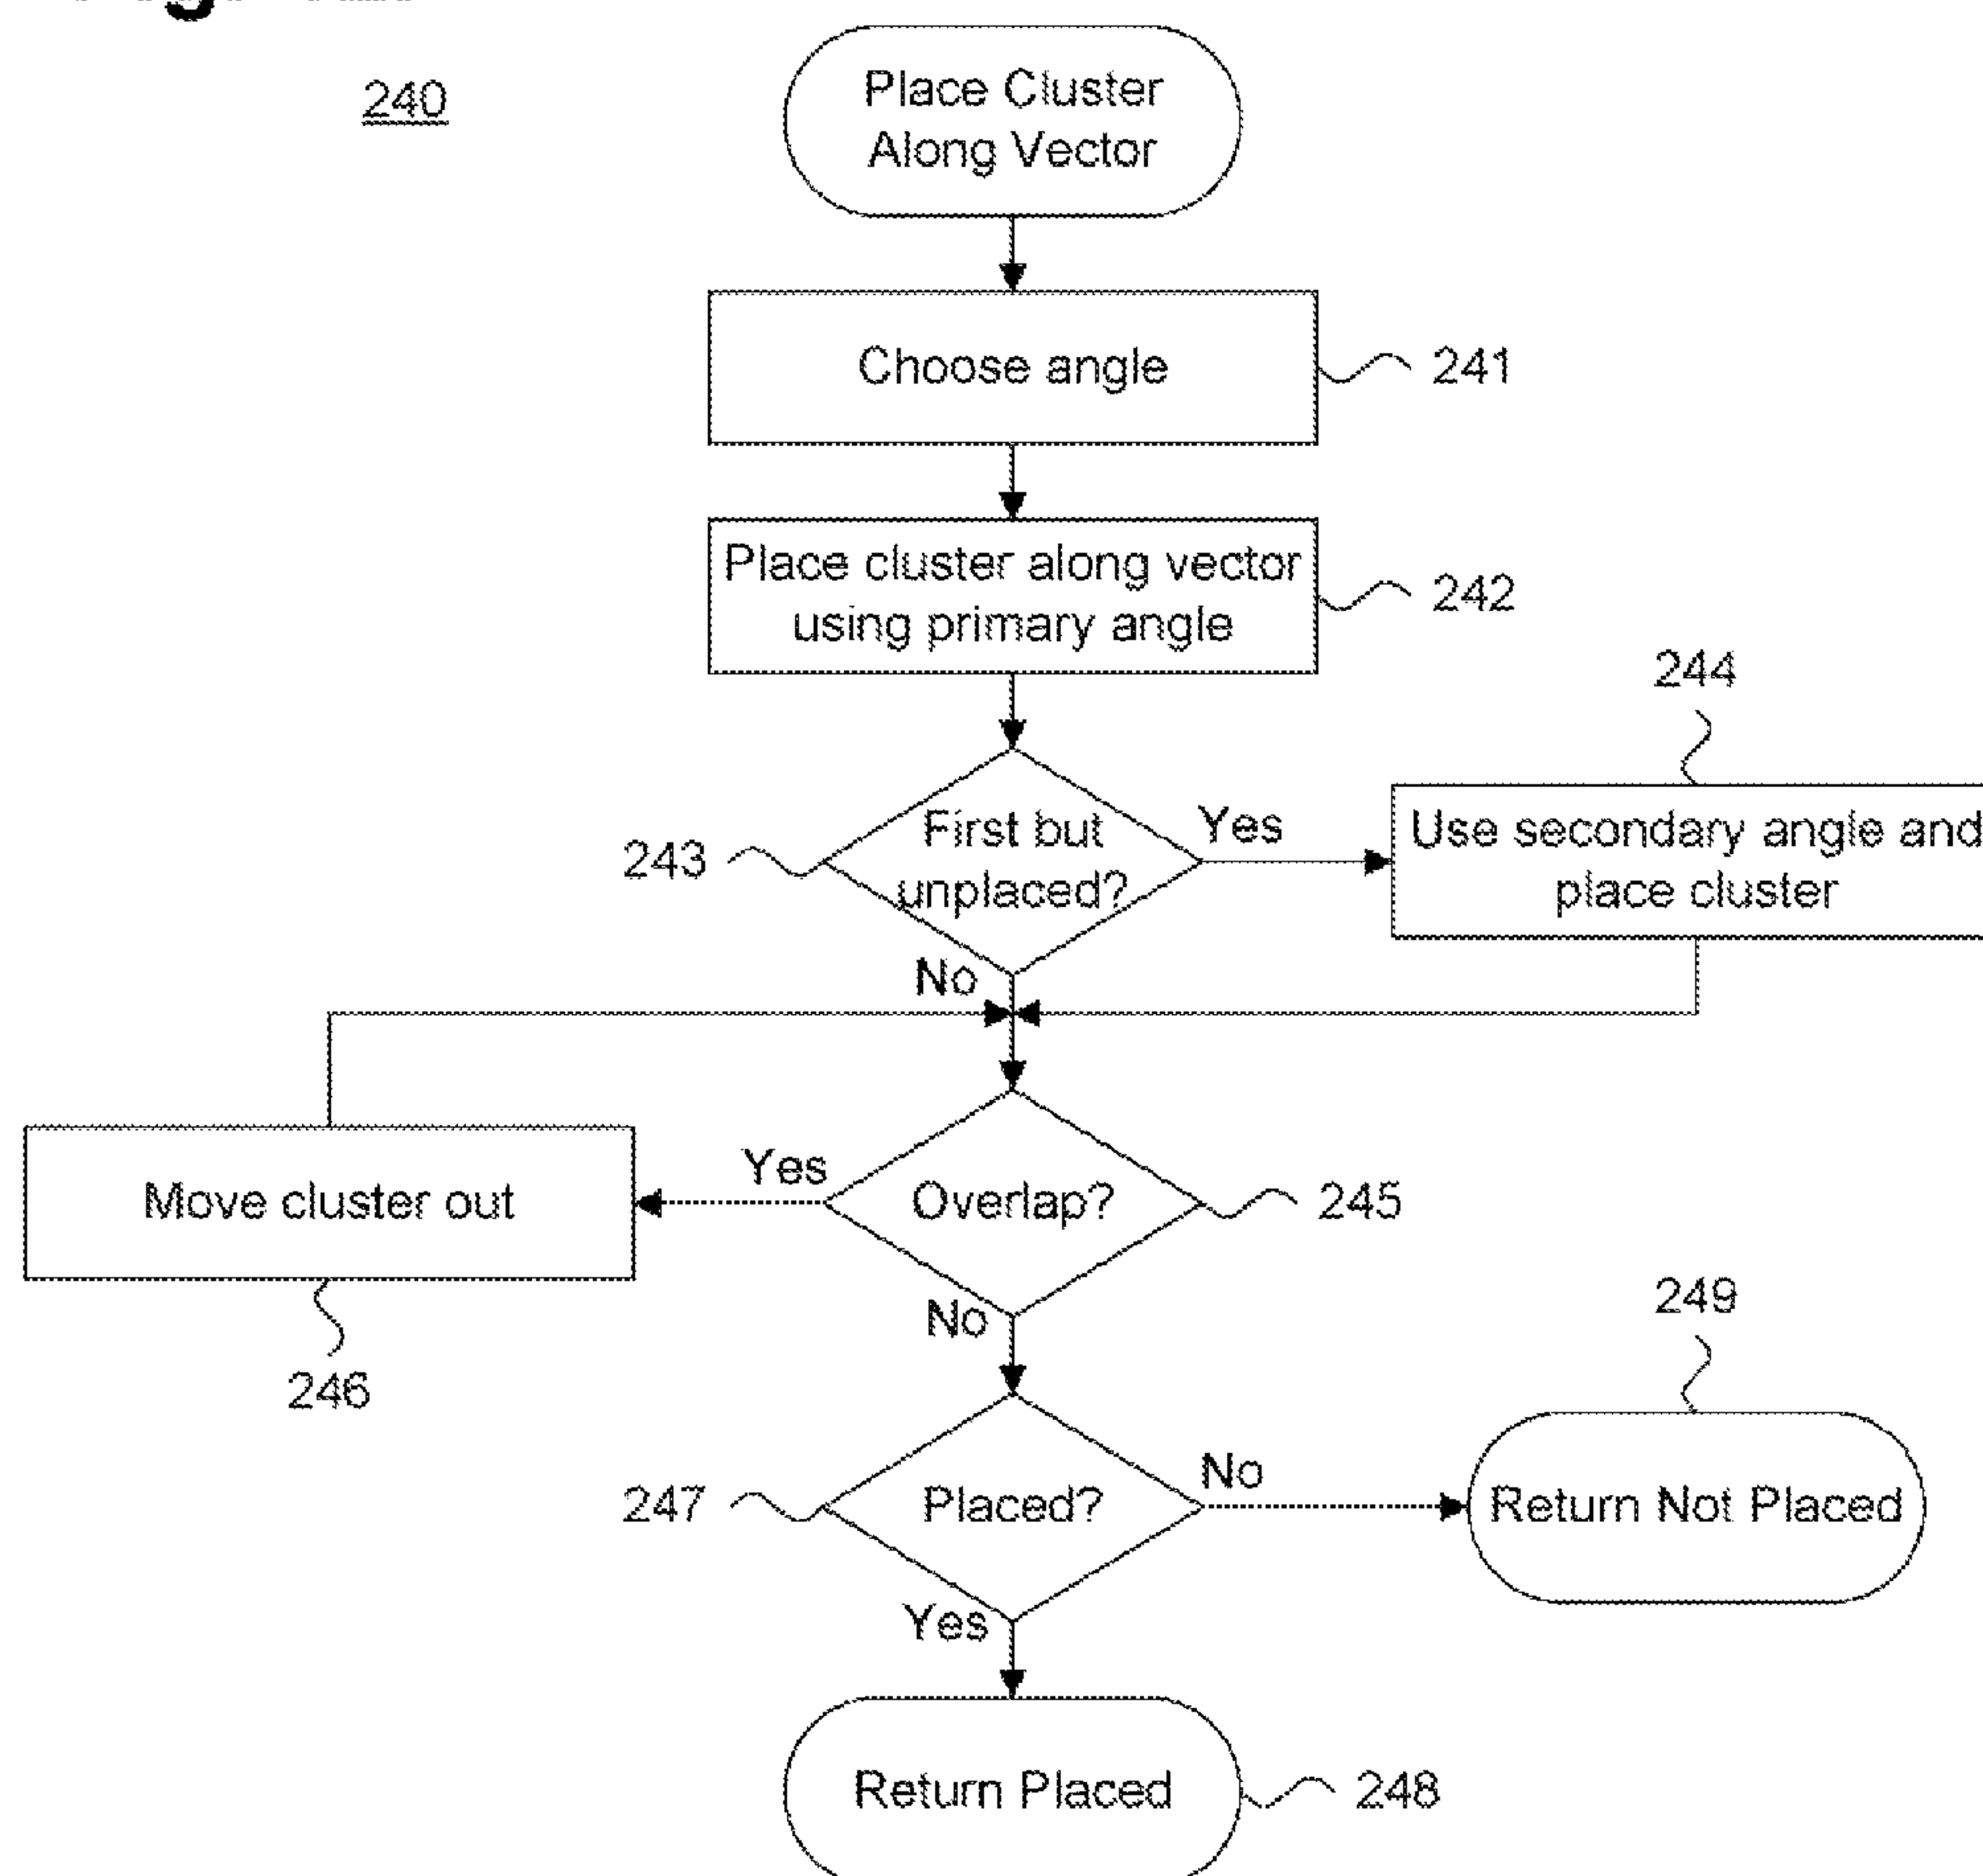 240
Place Cluster
Along Vector
Choose angle
241
Place cluster along vector
using primary angle
242
244
First but
unplaced?
Yes
Use secondary angle and
place cluster
243
No
Yes
Move cluster out
Overlap?
245
No
246
249
247
Placed?
No
Return Not Placed
Yes
Return Placed
248